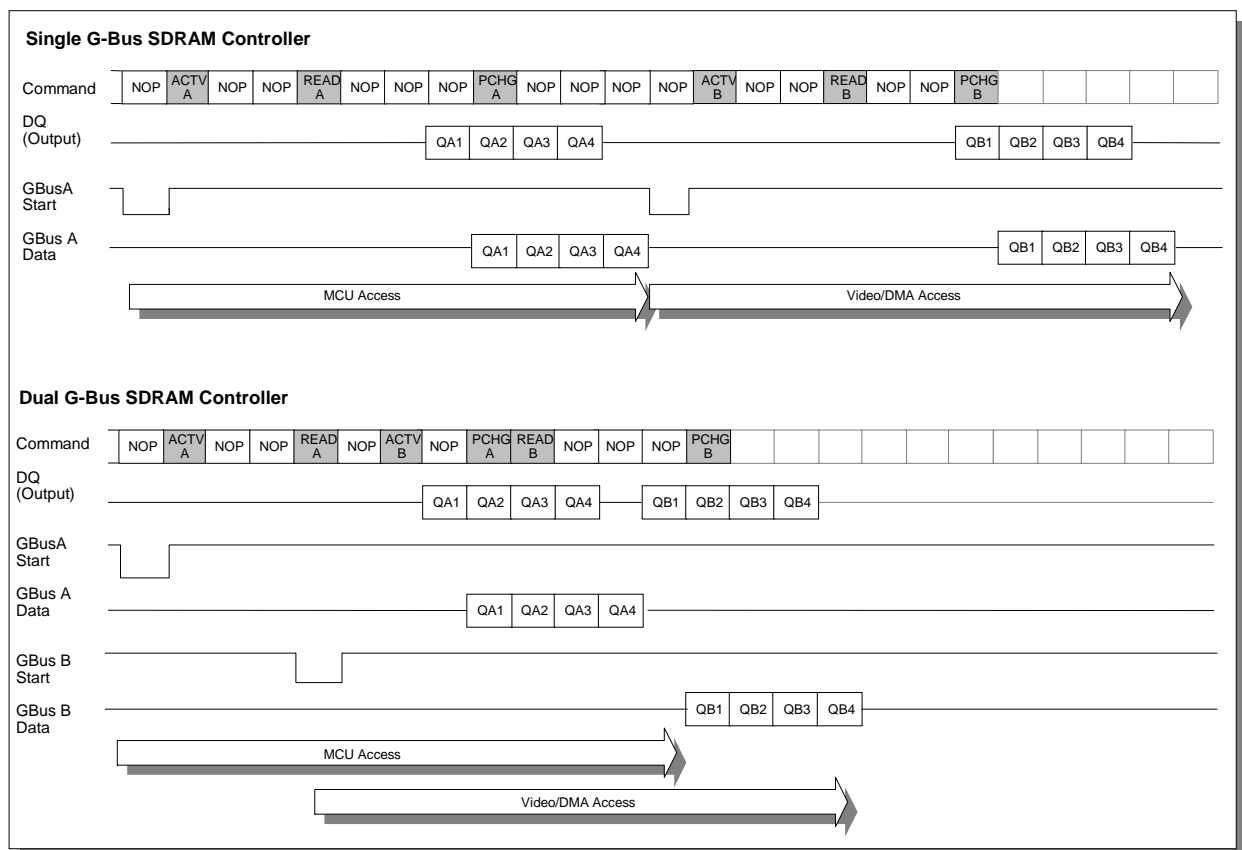 Single G-Bus SDRAM Controller
Command NOP ACTV A NOP NOP READ A NOP NOP NOP PCHG A NOP NOP NOP NOP ACTV B NOP NOP READ B NOP NOP PCHG B
DQ
(Output) QA1 QA2 QA3 QA4 QB1 QB2 QB3 QB4
GBusA
Start
GBus A
Data QA1 QA2 QA3 QA4 QB1 QB2 QB3 QB4
MCU Access Video/DMA Access
Dual G-Bus SDRAM Controller
Command NOP ACTV A NOP NOP READ A NOP ACTV B NOP PCHG A READ B NOP NOP NOP PCHG B
DQ
(Output) QA1 QA2 QA3 QA4 QB1 QB2 QB3 QB4
GBusA
Start
GBus A
Data QA1 QA2 QA3 QA4
GBus B
Start
GBus B
Data QB1 QB2 QB3 QB4
MCU Access
Video/DMA Access